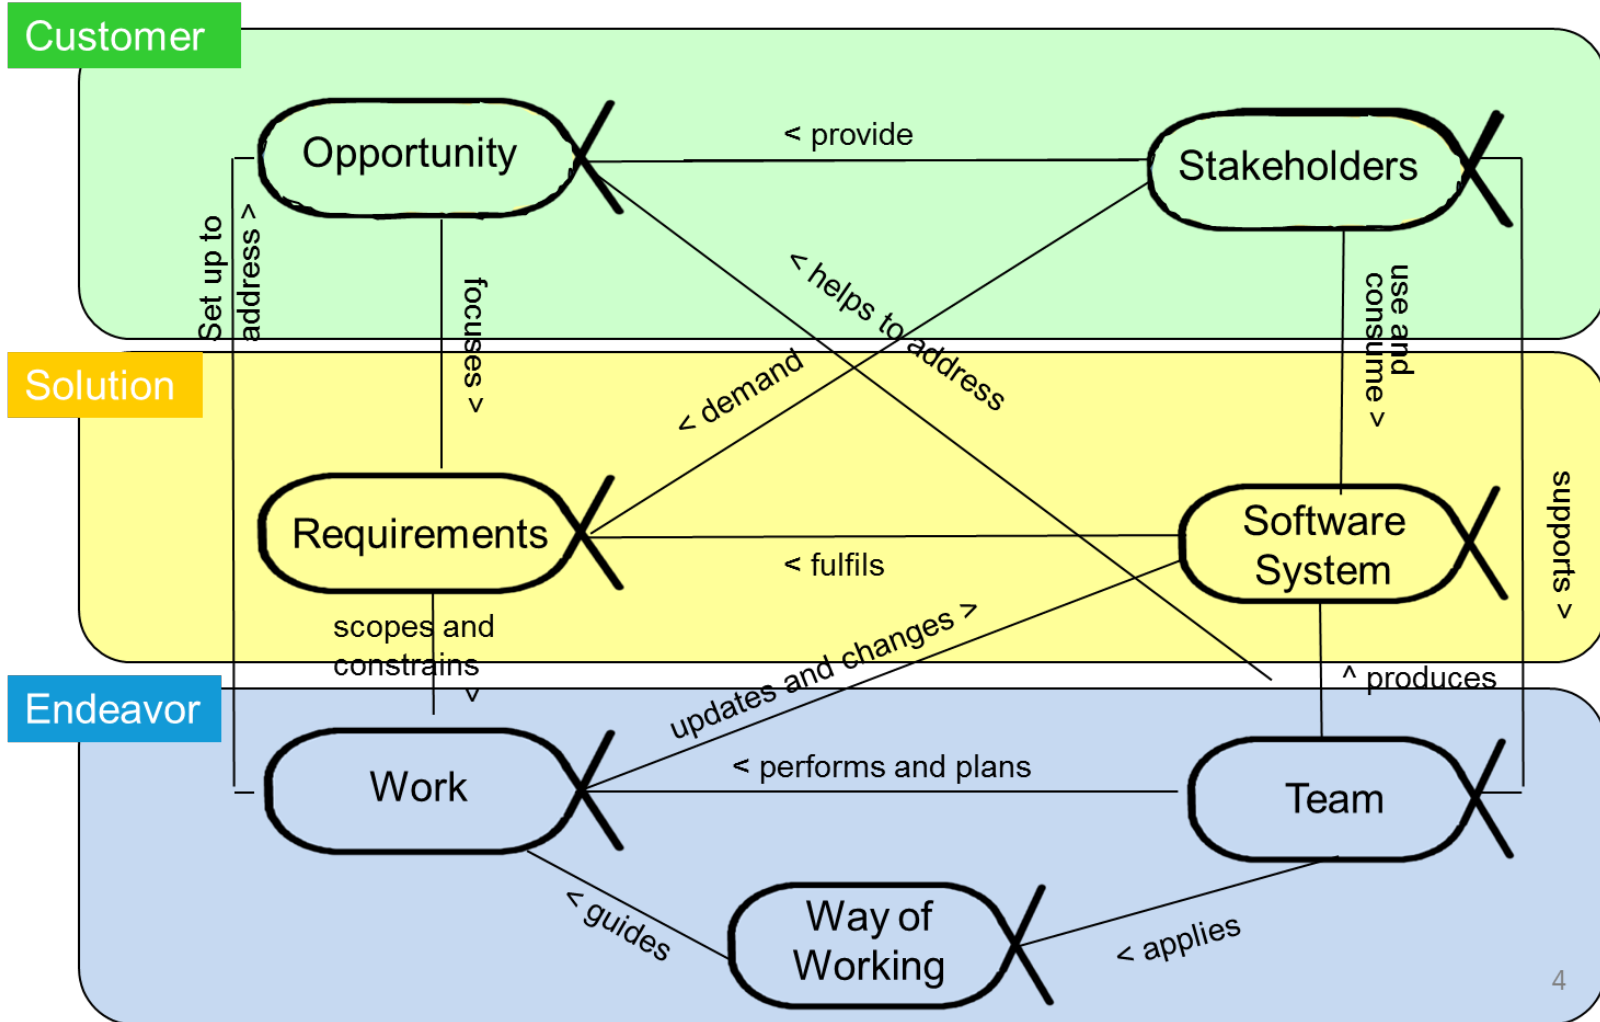 Customer
Opportunity
< provide
Stakeholders
Set up to
address <
focuses >
< helps to address
< demand
use and
consume >
supports >
Solution
Requirements
< fulfils
Software
System
scopes and
constrains
>
updates and changes >
^ produces
Endeavor
Work
< performs and plans
Team
< guides
Way of
Working
< applies
4